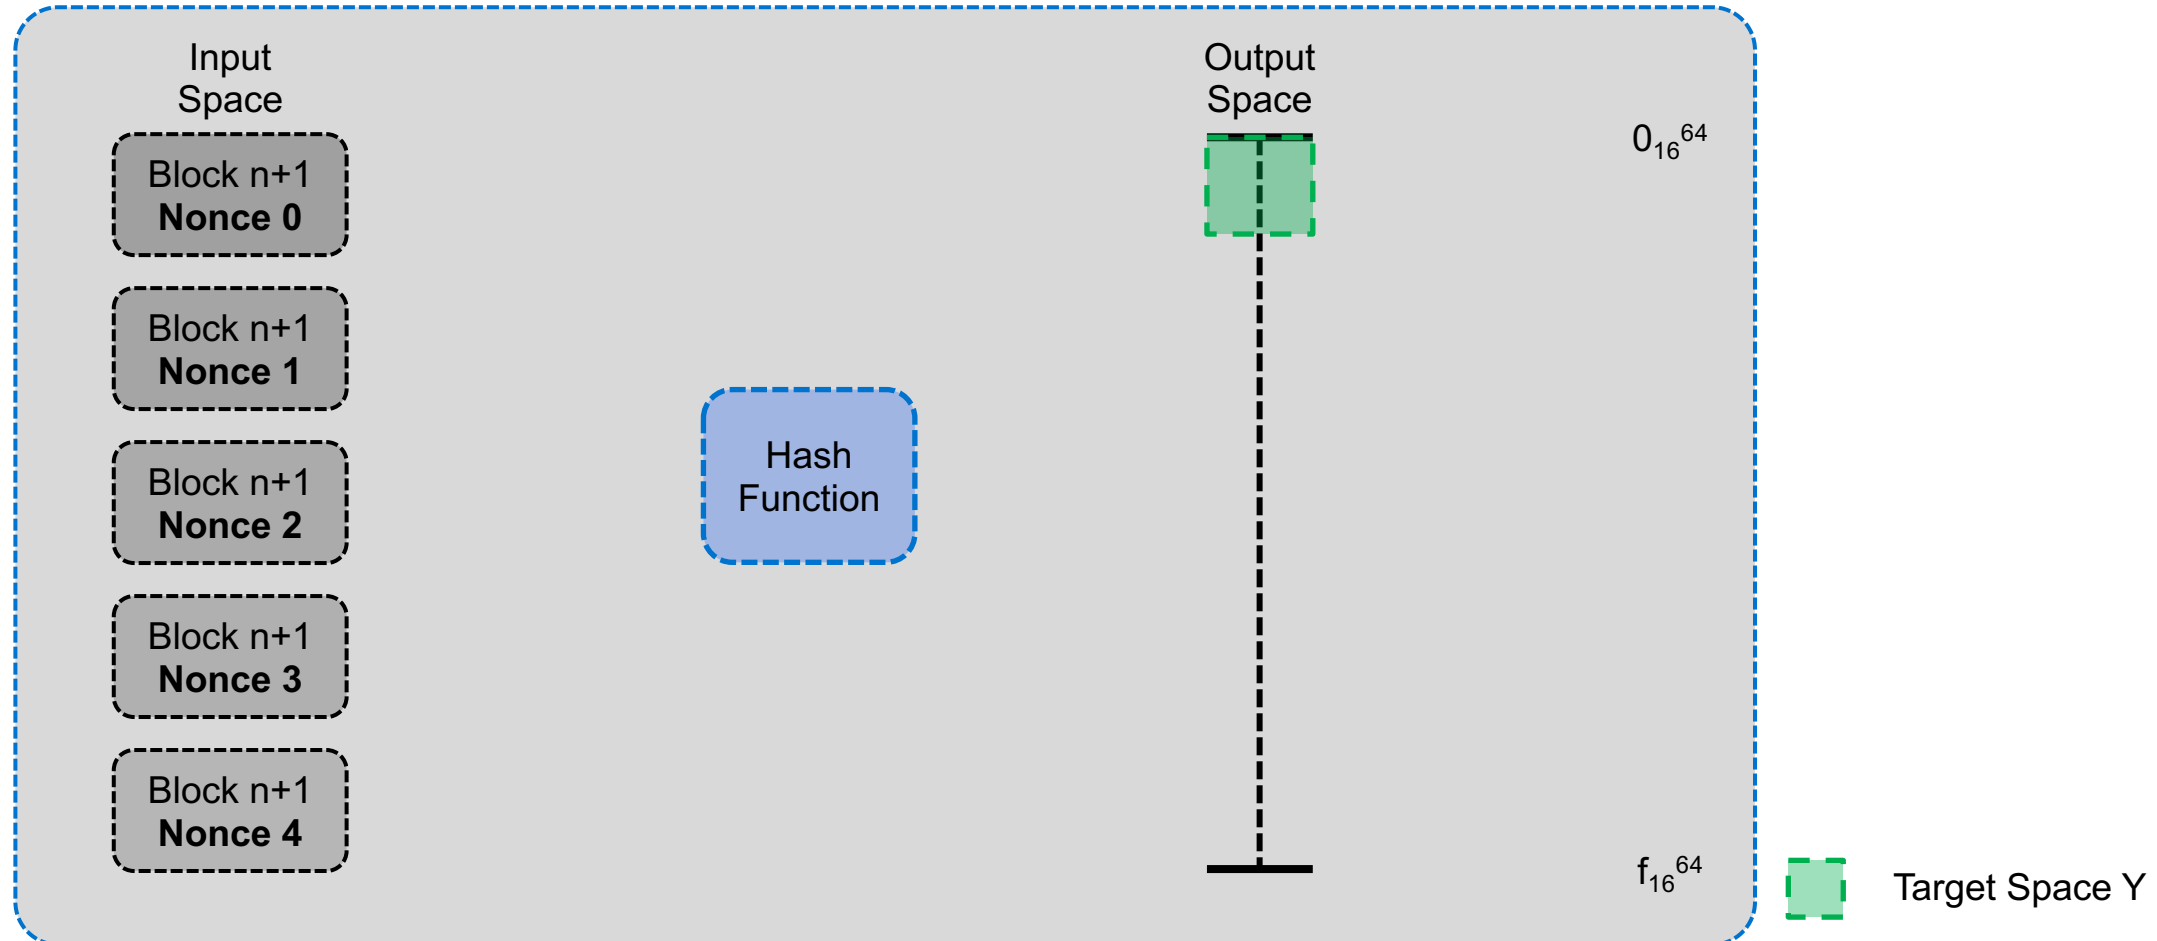 Input
Space
Block n+1
Nonce 0
Block n+1
Nonce 1
Block n+1
Nonce 2
Block n+1
Nonce 3
Block n+1
Nonce 4
Hash
Function
Output
Space
0₁₆⁶⁴
f₁₆⁶⁴
Target Space Y